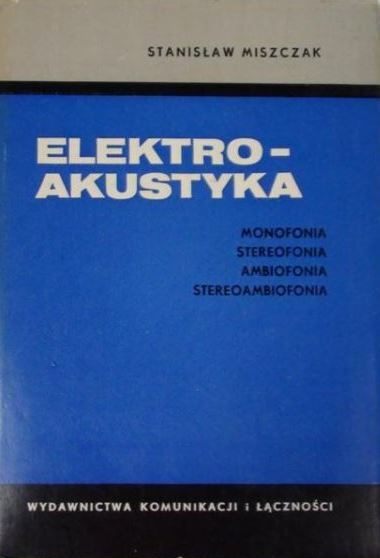 STANISŁAW MISZCZAK
ELEKTRO-
AKUSTYKA
MONOFONIA
STEREOFONIA
AMBIOFONIA
STEREOAMBIOFONIA
WYDAWNICTWA KOMUNIKACJI i ŁĄCZNOŚCI